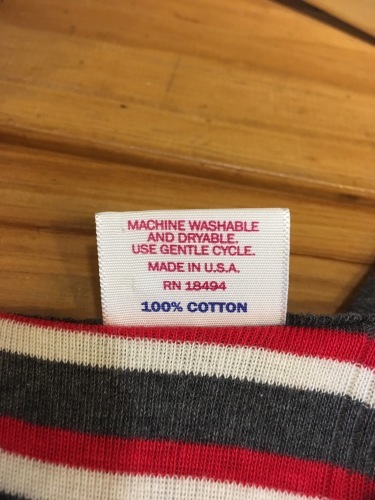 MACHINE WASHABLE
AND DRYABLE.
USE GENTLE CYCLE.
MADE IN U.S.A.
RN 18494
100% COTTON